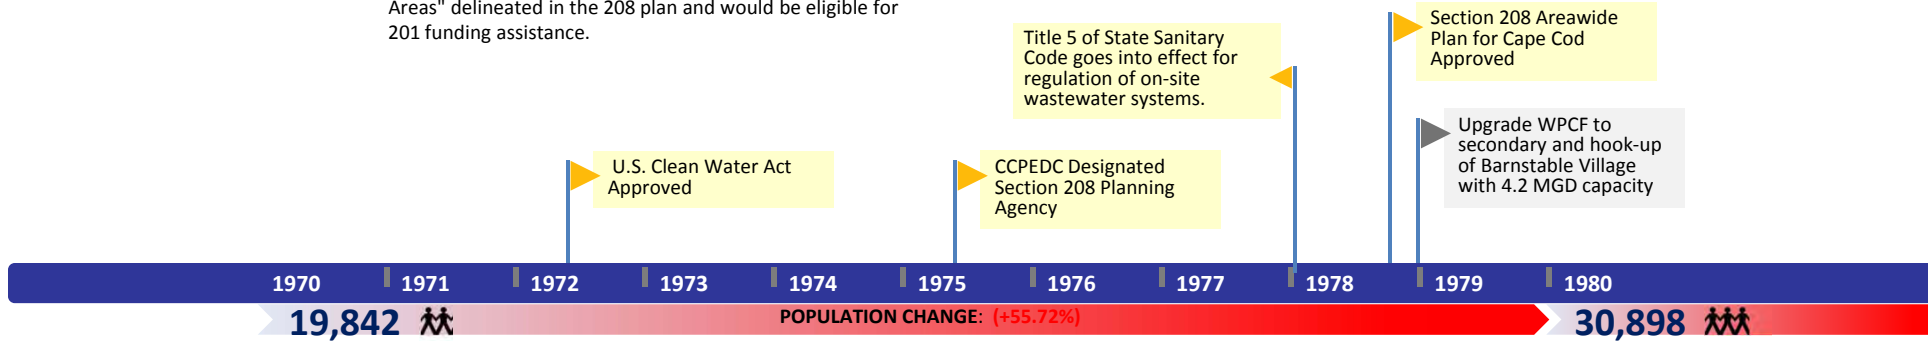 Areas" delineated in the 208 plan and would be eligible for
201 funding assistance.
Title 5 of State Sanitary
Code goes into effect for
regulation of on-site
wastewater systems.
Section 208 Areawide
Plan for Cape Cod
Approved
Upgrade WPCF to
secondary and hook-up
of Barnstable Village
with 4.2 MGD capacity
U.S. Clean Water Act
Approved
CCPEDC Designated
Section 208 Planning
Agency
1970 1971 1972 1973 1974 1975 1976 1977 1978 1979 1980
19,842 POPULATION CHANGE: (+55.72%) 30,898